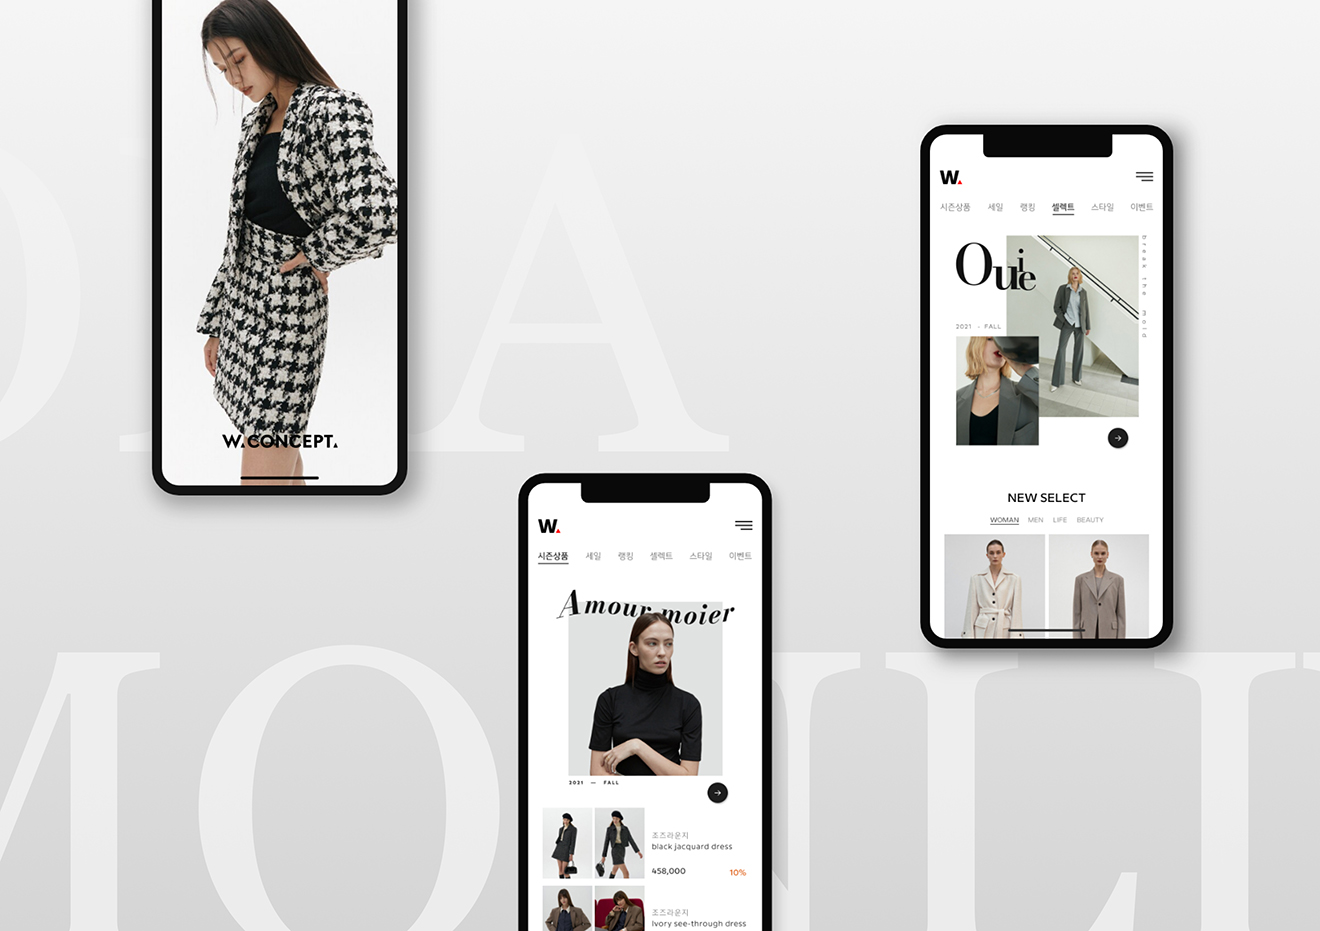 W.CONCEPT.
W.
시즌상품 세일 랭킹 셀렉트 스타일 이벤트
Ouie
break the mold
2021 - FALL
NEW SELECT
WOMAN MEN LIFE BEAUTY
W.
시즌상품 세일 랭킹 셀렉트 스타일 이벤트
Amour moier
2021 — FALL
조즈라운지
black jacquard dress
458,000 10%
조즈라운지
Ivory see-through dress